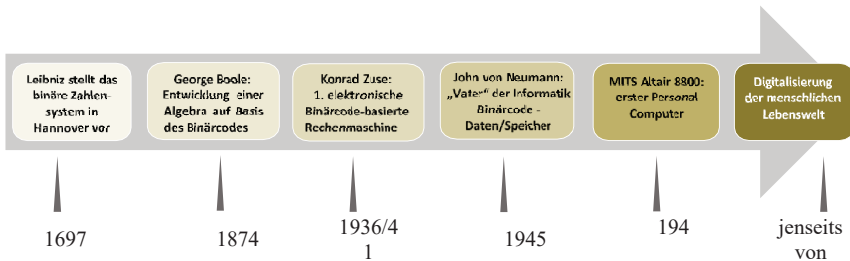 Leibniz stellt das
binäre Zahlen-
system in
Hannover vor
George Boole:
Entwicklung einer
Algebra auf Basis
des Binärcodes
Konrad Zuse:
1. elektronische
Binärcode-basierte
Rechenmaschine
John von Neumann:
„Vater“ der Informatik
Binärcode -
Daten/Speicher
MITS Altair 8800:
erster Personal
Computer
Digitalisierung
der menschlichen
Lebenswelt
1697
1874
1936/4
1
1945
194
jenseits
von